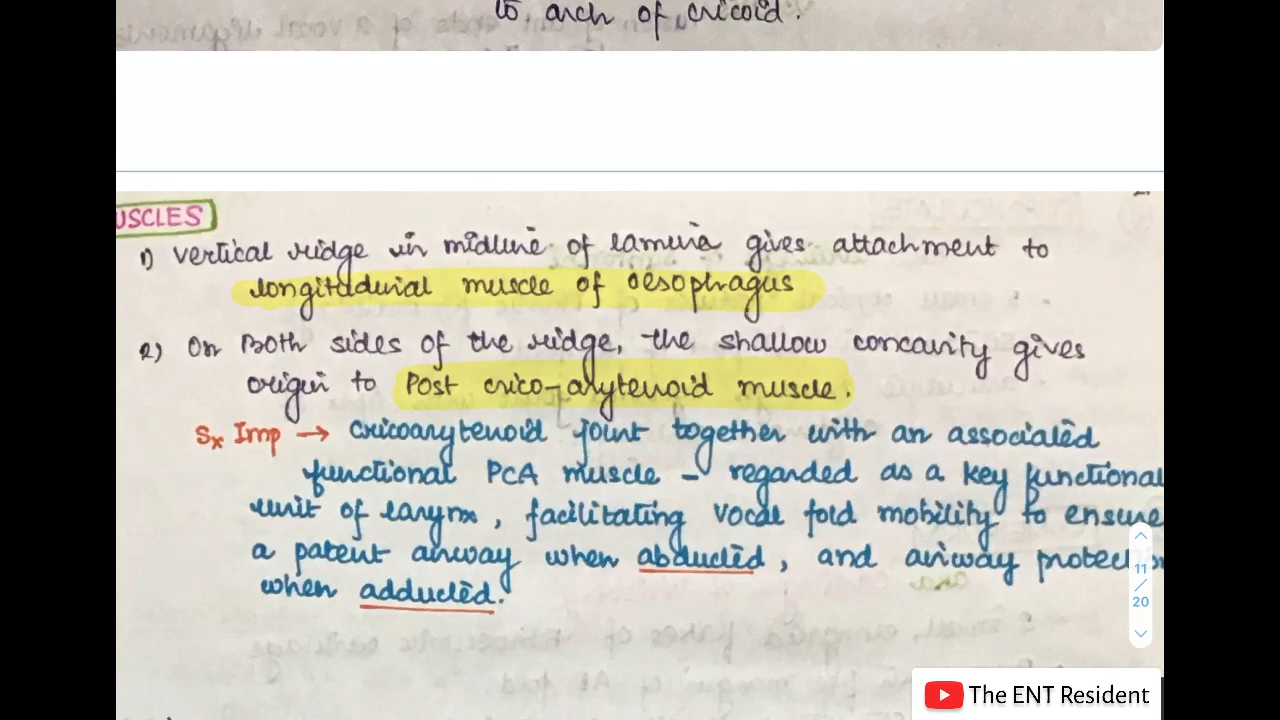 to arch of cricoid.
USCLES
1) Vertical ridge in midline of lamina gives attachment to
longitudinal muscle of oesophagus
2) On Both sides of the ridge, the shallow concavity gives
origin to Post crico-arytenoid muscle.
Sx Imp → cricoarytenoid joint together with an associated
functional PCA muscle - regarded as a key functional
unit of larynx, facilitating vocal fold mobility to ensure
a patent airway when abducted, and airway protection
when adducted.
11
/
20
The ENT Resident